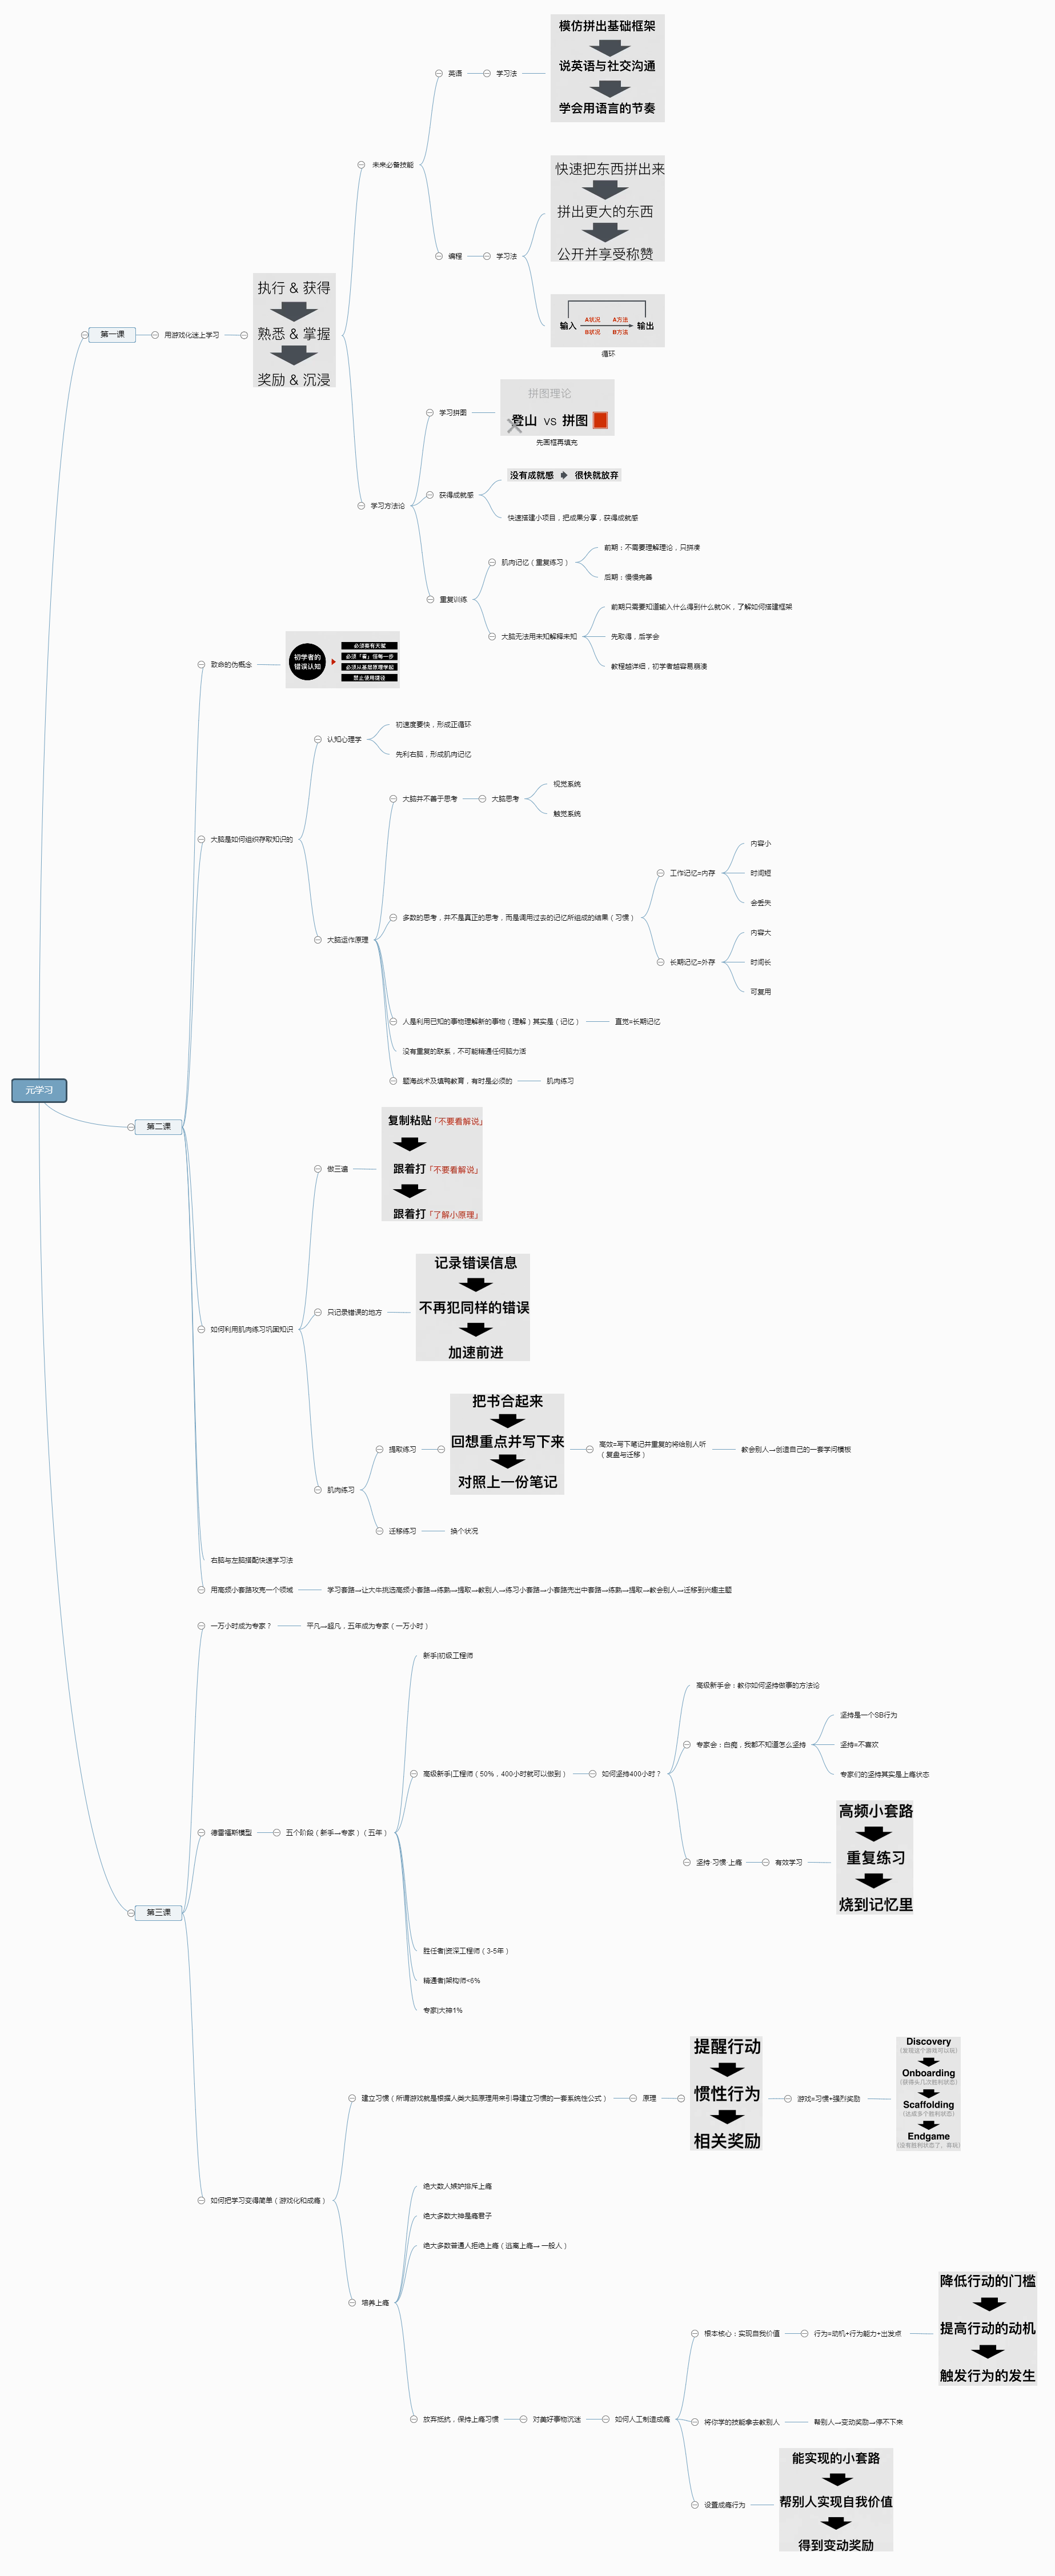 元学习
第一课
用游戏化迷上学习
执行 & 获得
熟悉 & 掌握
奖励 & 沉浸
未来必备技能
英语
学习法
模仿拼出基础框架
说英语与社交沟通
学会用语言的节奏
编程
学习法
快速把东西拼出来
拼出更大的东西
公开并享受称赞
输入
A状况 A方法
B状况 B方法
输出
循环
学习方法论
学习拼图
拼图理论
登山 VS 拼图
先画框再填充
获得成就感
没有成就感 很快就放弃
快速搭建小项目，把成果分享，获得成就感
重复训练
肌肉记忆（重复练习）
前期：不需要理解理论，只拼凑
后期：慢慢完善
大脑无法用未知解释未知
前期只需要知道输入什么得到什么就OK，了解如何搭建框架
先取得，后学会
教程越详细，初学者越容易崩溃
第二课
致命的伪概念
初学者的
错误认知
必须要有天赋
必须「看」懂每一步
必须从基层原理学起
禁止使用捷径
大脑是如何组织存取知识的
认知心理学
初速度要快，形成正循环
先利右脑，形成肌肉记忆
大脑运作原理
大脑并不善于思考
大脑思考
视觉系统
触觉系统
多数的思考，并不是真正的思考，而是调用过去的记忆所组成的结果（习惯）
工作记忆=内存
内容小
时间短
会丢失
长期记忆=外存
内容大
时间长
可复用
人是利用已知的事物理解新的事物（理解）其实是（记忆）
直觉=长期记忆
没有重复的联系，不可能精通任何脑力活
题海战术及填鸭教育，有时是必须的
肌肉练习
如何利用肌肉练习巩固知识
做三遍
复制粘贴「不要看解说」
跟着打「不要看解说」
跟着打「了解小原理」
只记录错误的地方
记录错误信息
不再犯同样的错误
加速前进
肌肉练习
提取练习
把书合起来
回想重点并写下来
对照上一份笔记
高效=写下笔记并重复的将给别人听
（复盘与迁移）
教会别人→创造自己的一套学问模板
迁移练习
换个状况
右脑与左脑搭配快速学习法
用高频小套路攻克一个领域
学习套路→让大牛挑选高频小套路→练熟→提取→教别人→练习小套路→小套路兜出中套路→练熟→提取→教会别人→迁移到兴趣主题
第三课
一万小时成为专家？
平凡→超凡，五年成为专家（一万小时）
德雷福斯模型
五个阶段（新手→专家）（五年）
新手|初级工程师
高级新手|工程师（50%，400小时就可以做到）
如何坚持400小时？
高级新手会：教你如何坚持做事的方法论
专家会：白痴，我都不知道怎么坚持
坚持是一个SB行为
坚持=不喜欢
专家们的坚持其实是上瘾状态
坚持 习惯 上瘾
有效学习
高频小套路
重复练习
烧到记忆里
胜任者|资深工程师（3-5年）
精通者|架构师<6%
专家|大神1%
如何把学习变得简单（游戏化和成瘾）
建立习惯（所谓游戏就是根据人类大脑原理用来引导建立习惯的一套系统性公式）
原理
提醒行动
惯性行为
相关奖励
游戏=习惯+强烈奖励
Discovery
(发现这个游戏可以玩)
Onboarding
(获得头几次胜利状态)
Scaffolding
(达成多个胜利状态)
Endgame
(没有胜利状态了，在玩)
培养上瘾
绝大数人嫉妒排斥上瘾
绝大多数大神是瘾君子
绝大多数普通人拒绝上瘾（远离上瘾→一般人）
放弃抵抗，保持上瘾习惯
对美好事物沉迷
如何人工制造成瘾
根本核心：实现自我价值
行为=动机+行为能力+出发点
降低行动的门槛
提高行动的动机
触发行为的发生
将你学的技能拿去教别人
帮别人→变动奖励→停不下来
设置成瘾行为
能实现的小套路
帮别人实现自我价值
得到变动奖励